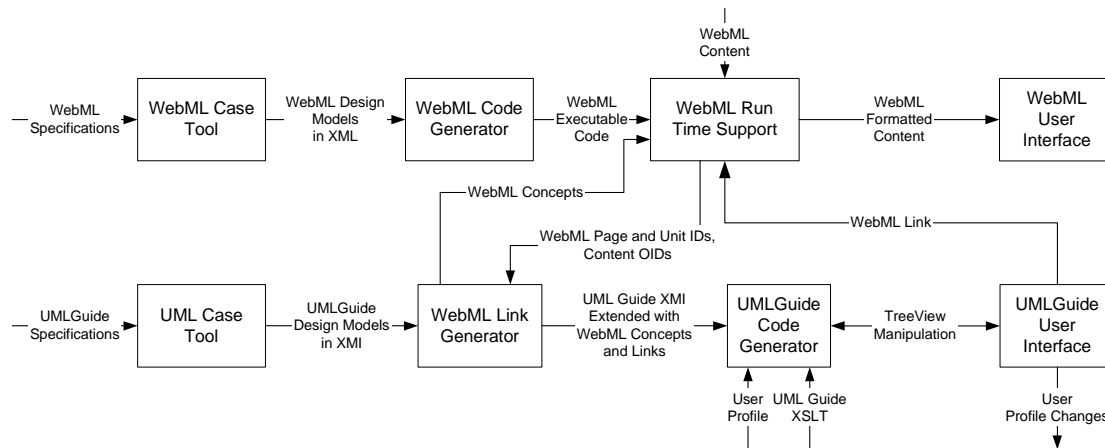 WebML
Content
WebML
Specifications
WebML Case
Tool
WebML Design
Models
in XML
WebML Code
Generator
WebML
Executable
Code
WebML Run
Time Support
WebML
Formatted
Content
WebML
User
Interface
WebML Concepts
WebML Link
WebML Page and Unit IDs,
Content OIDs
UMLGuide
Specifications
UML Case
Tool
UMLGuide
Design Models
in XMI
WebML Link
Generator
UML Guide XMI
Extended with
WebML Concepts
and Links
UMLGuide
Code
Generator
TreeView
Manipulation
UMLGuide
User
Interface
User
Profile
UML Guide
XSLT
User
Profile Changes